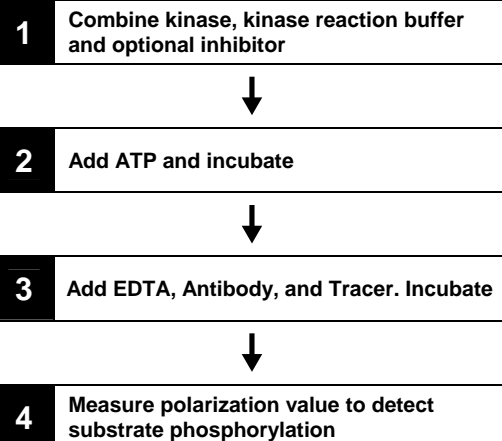 1
Combine kinase, kinase reaction buffer
and optional inhibitor
2
Add ATP and incubate
3
Add EDTA, Antibody, and Tracer. Incubate
4
Measure polarization value to detect
substrate phosphorylation